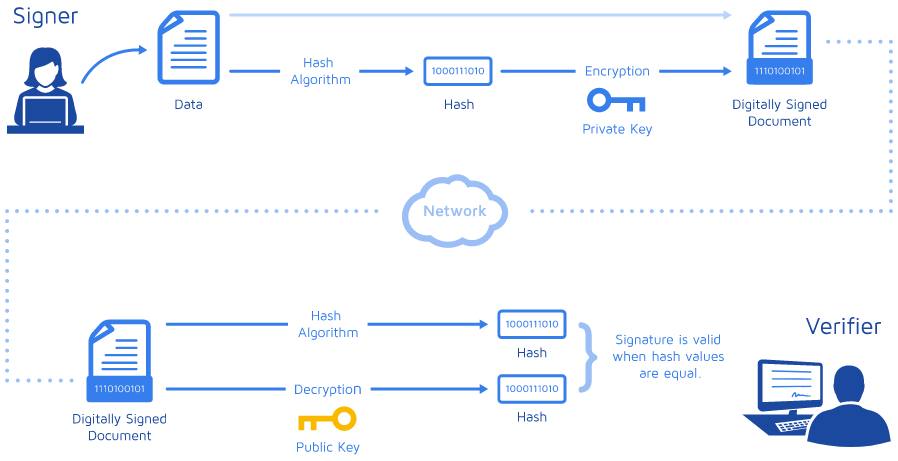 Signer
Data
Hash
Algorithm
1000111010
Hash
Encryption
Private Key
1110100101
Digitally Signed
Document
Network
1110100101
Digitally Signed
Document
Hash
Algorithm
1000111010
Hash
Decryption
Public Key
1000111010
Hash
Signature is valid
when hash values
are equal.
Verifier